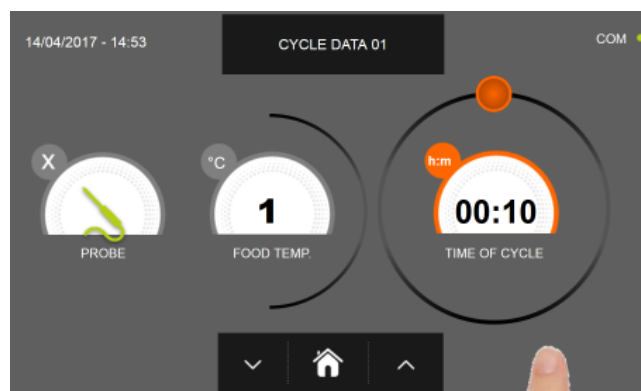 14/04/2017 - 14:53
CYCLE DATA 01
COM
X
°C
h:m
1
00:10
PROBE
FOOD TEMP.
TIME OF CYCLE